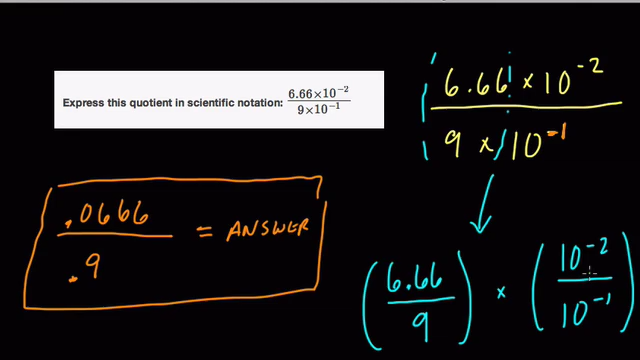 Express this quotient in scientific notation: 6.66×10⁻² / 9×10⁻¹
6.66 × 10⁻²
9 × 10⁻¹
.0666
.9
= ANSWER
(6.66 / 9) × (10⁻² / 10⁻¹)